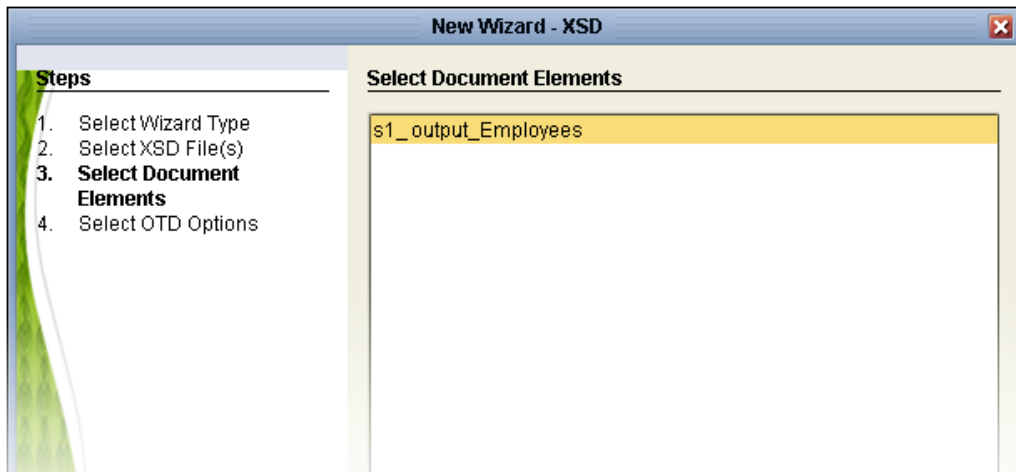 New Wizard - XSD
Steps
1. Select Wizard Type
2. Select XSD File(s)
3. Select Document
Elements
4. Select OTD Options
Select Document Elements
s1_output_Employees